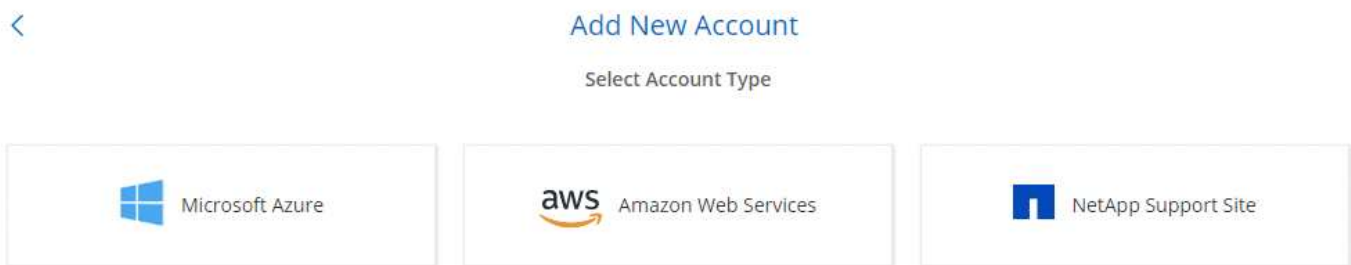 Add New Account
Select Account Type
Microsoft Azure
aws Amazon Web Services
NetApp Support Site